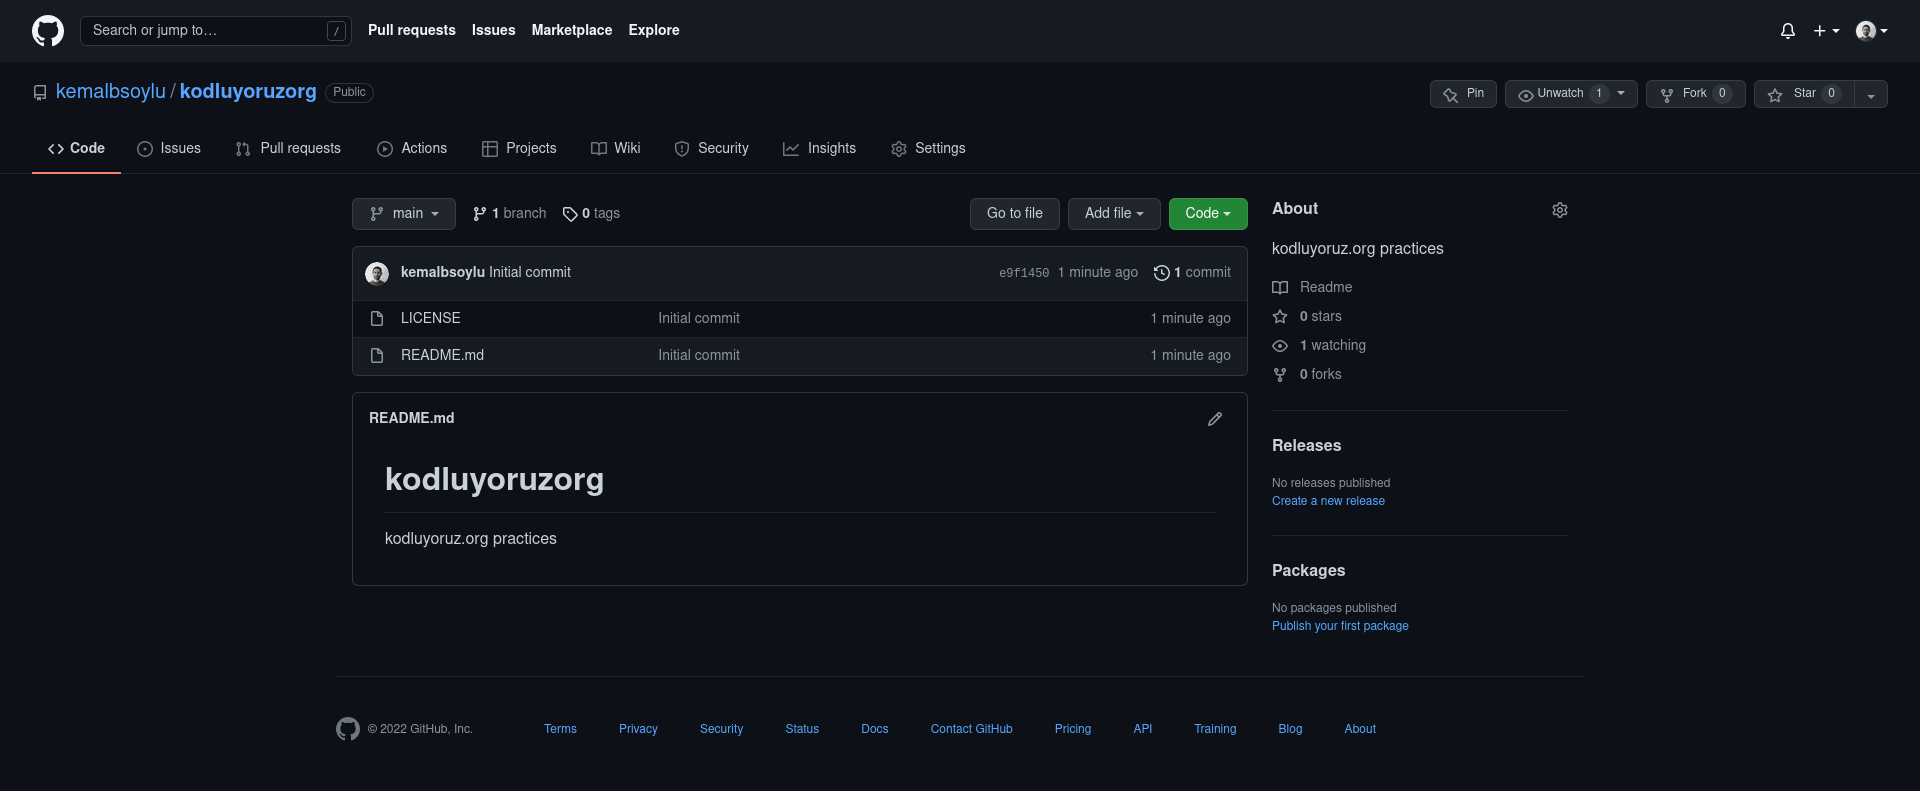 Search or jump to… /
Pull requests Issues Marketplace Explore
kemalbsoylu / kodluyoruzorg Public
Pin Unwatch 1 Fork 0 Star 0
Code Issues Pull requests Actions Projects Wiki Security Insights Settings
main 1 branch 0 tags Go to file Add file Code
kemalbsoylu Initial commit e9f1450 1 minute ago 1 commit
LICENSE Initial commit 1 minute ago
README.md Initial commit 1 minute ago
README.md
kodluyoruzorg
kodluyoruz.org practices
About
kodluyoruz.org practices
Readme
0 stars
1 watching
0 forks
Releases
No releases published
Create a new release
Packages
No packages published
Publish your first package
© 2022 GitHub, Inc. Terms Privacy Security Status Docs Contact GitHub Pricing API Training Blog About